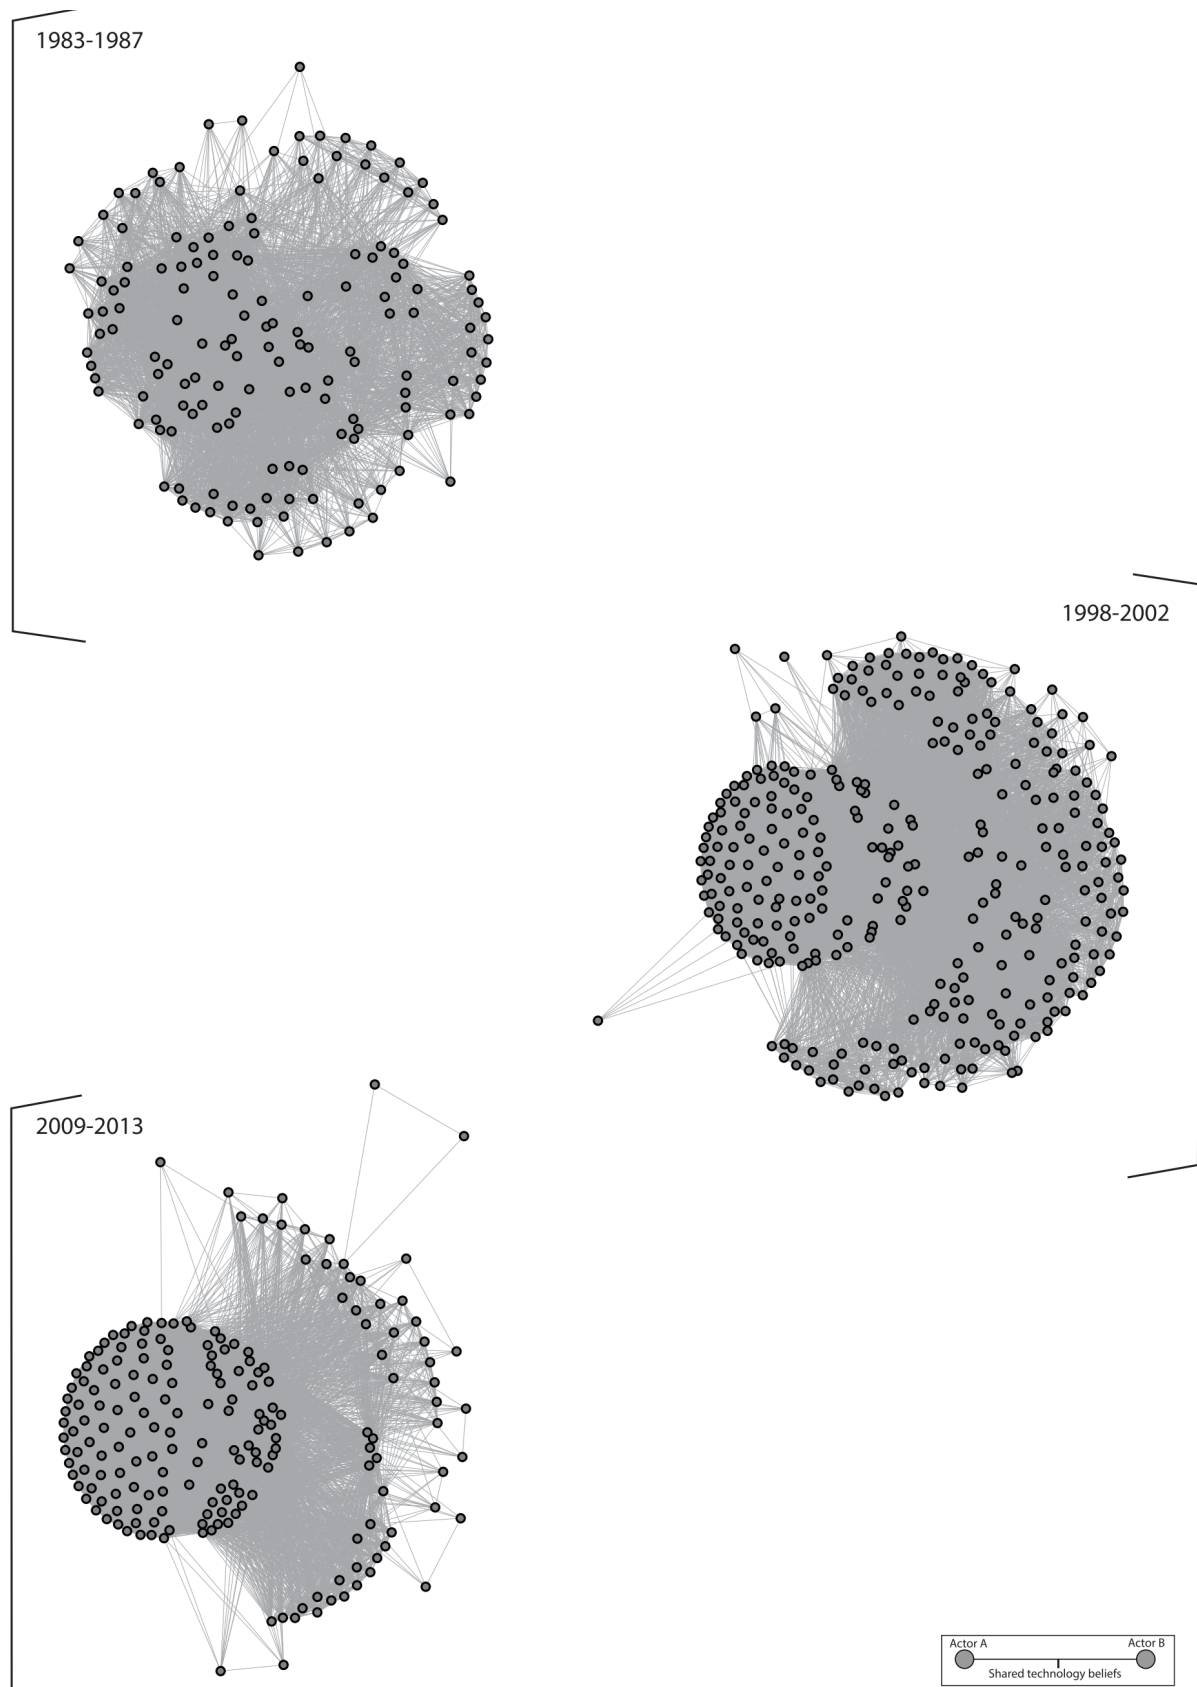 1983-1987
1998-2002
2009-2013
Actor A
Actor B
Shared technology beliefs